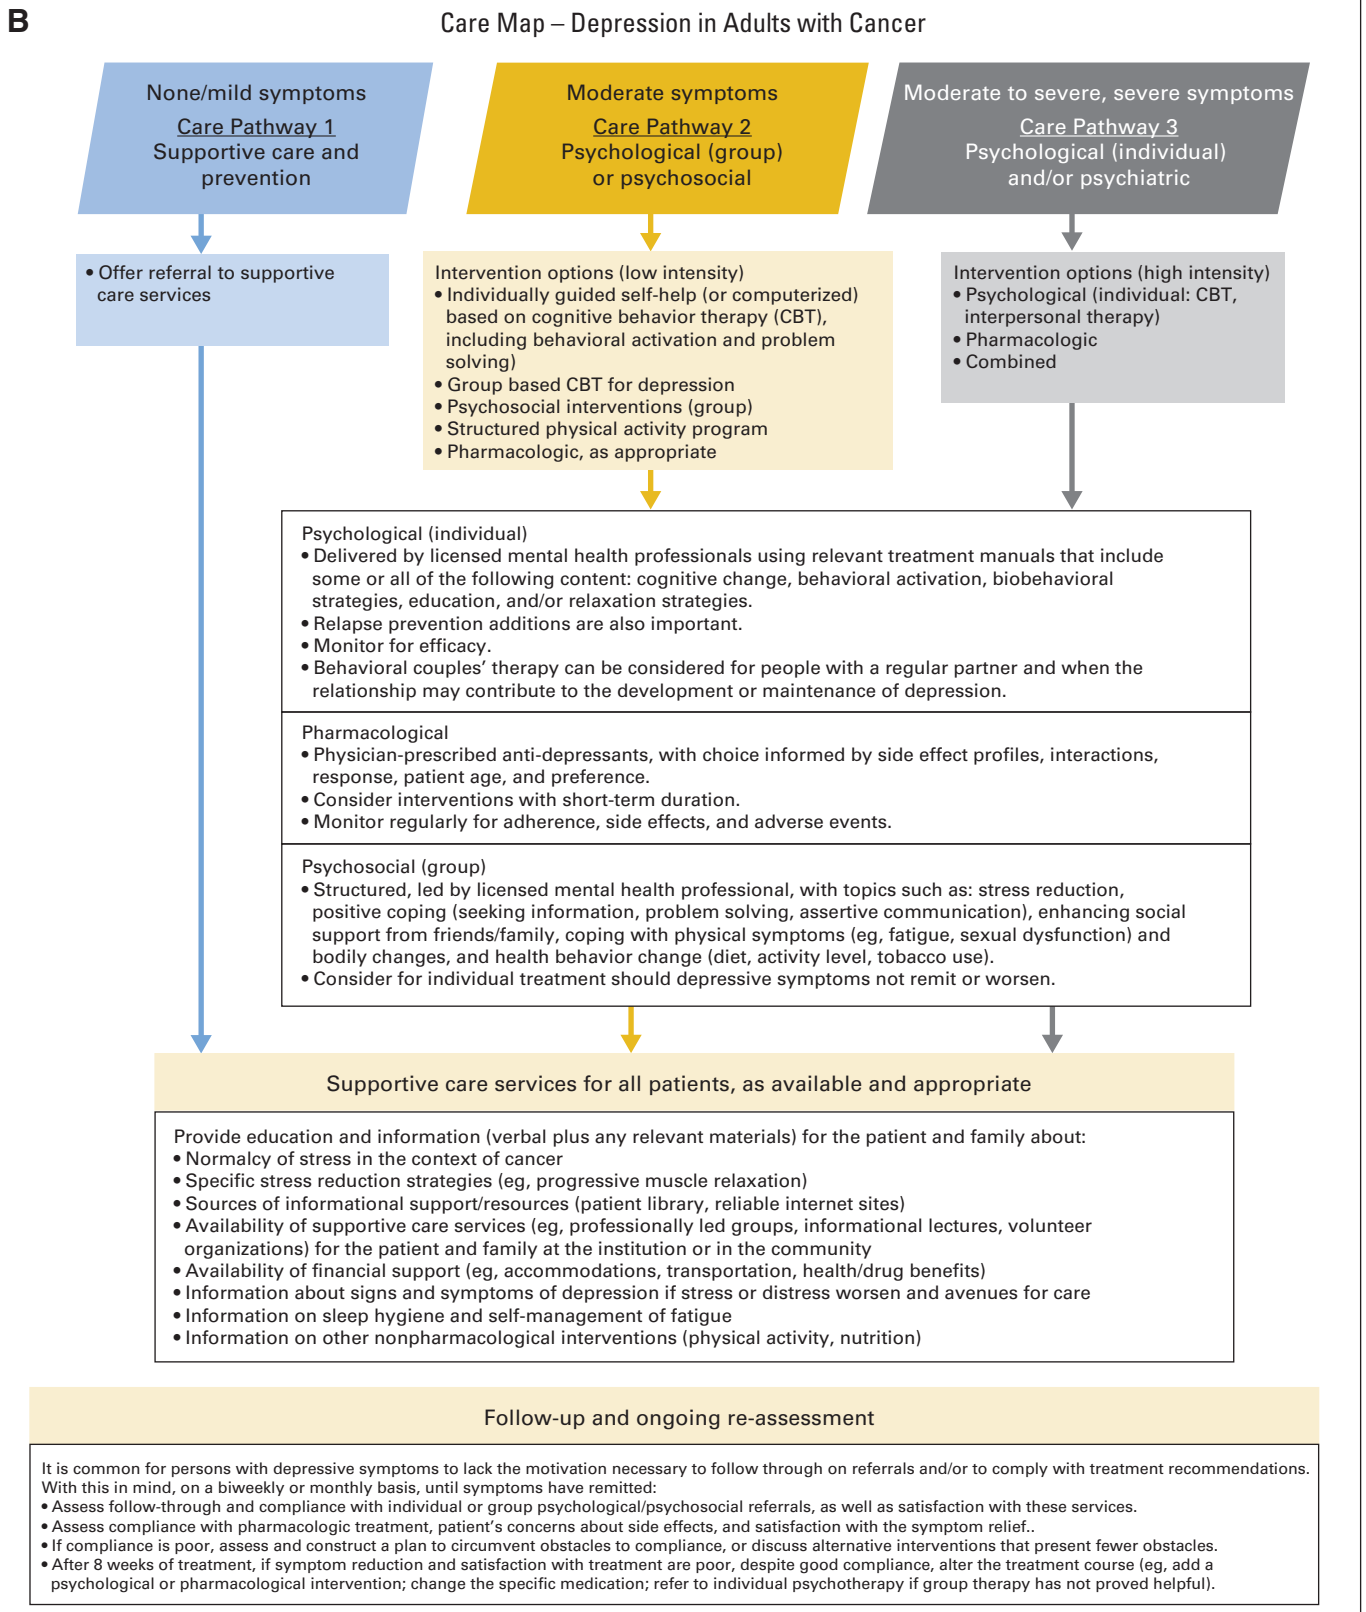 B
Care Map – Depression in Adults with Cancer
None/mild symptoms
Care Pathway 1
Supportive care and
prevention
Moderate symptoms
Care Pathway 2
Psychological (group)
or psychosocial
Moderate to severe, severe symptoms
Care Pathway 3
Psychological (individual)
and/or psychiatric
• Offer referral to supportive
care services
Intervention options (low intensity)
• Individually guided self-help (or computerized)
based on cognitive behavior therapy (CBT),
including behavioral activation and problem
solving)
• Group based CBT for depression
• Psychosocial interventions (group)
• Structured physical activity program
• Pharmacologic, as appropriate
Intervention options (high intensity)
• Psychological (individual: CBT,
interpersonal therapy)
• Pharmacologic
• Combined
Psychological (individual)
• Delivered by licensed mental health professionals using relevant treatment manuals that include
some or all of the following content: cognitive change, behavioral activation, biobehavioral
strategies, education, and/or relaxation strategies.
• Relapse prevention additions are also important.
• Monitor for efficacy.
• Behavioral couples’ therapy can be considered for people with a regular partner and when the
relationship may contribute to the development or maintenance of depression.
Pharmacological
• Physician-prescribed anti-depressants, with choice informed by side effect profiles, interactions,
response, patient age, and preference.
• Consider interventions with short-term duration.
• Monitor regularly for adherence, side effects, and adverse events.
Psychosocial (group)
• Structured, led by licensed mental health professional, with topics such as: stress reduction,
positive coping (seeking information, problem solving, assertive communication), enhancing social
support from friends/family, coping with physical symptoms (eg, fatigue, sexual dysfunction) and
bodily changes, and health behavior change (diet, activity level, tobacco use).
• Consider for individual treatment should depressive symptoms not remit or worsen.
Supportive care services for all patients, as available and appropriate
Provide education and information (verbal plus any relevant materials) for the patient and family about:
• Normalcy of stress in the context of cancer
• Specific stress reduction strategies (eg, progressive muscle relaxation)
• Sources of informational support/resources (patient library, reliable internet sites)
• Availability of supportive care services (eg, professionally led groups, informational lectures, volunteer
organizations) for the patient and family at the institution or in the community
• Availability of financial support (eg, accommodations, transportation, health/drug benefits)
• Information about signs and symptoms of depression if stress or distress worsen and avenues for care
• Information on sleep hygiene and self-management of fatigue
• Information on other nonpharmacological interventions (physical activity, nutrition)
Follow-up and ongoing re-assessment
It is common for persons with depressive symptoms to lack the motivation necessary to follow through on referrals and/or to comply with treatment recommendations.
With this in mind, on a biweekly or monthly basis, until symptoms have remitted:
• Assess follow-through and compliance with individual or group psychological/psychosocial referrals, as well as satisfaction with these services.
• Assess compliance with pharmacologic treatment, patient’s concerns about side effects, and satisfaction with the symptom relief..
• If compliance is poor, assess and construct a plan to circumvent obstacles to compliance, or discuss alternative interventions that present fewer obstacles.
• After 8 weeks of treatment, if symptom reduction and satisfaction with treatment are poor, despite good compliance, alter the treatment course (eg, add a
psychological or pharmacological intervention; change the specific medication; refer to individual psychotherapy if group therapy has not proved helpful).